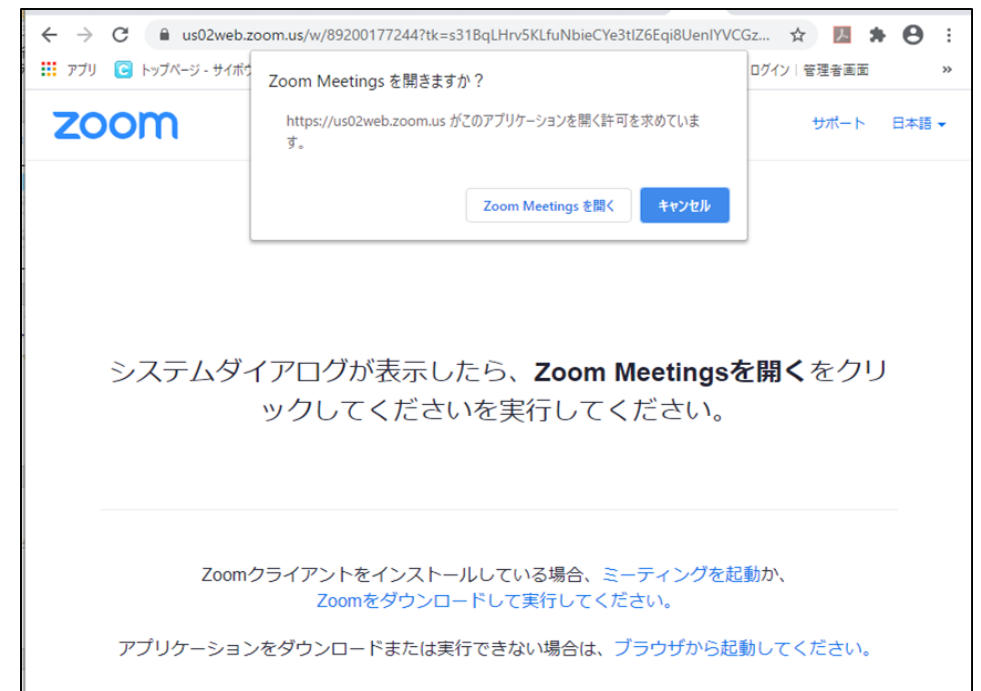 us02web.zoom.us/w/89200177244?tk=s31BqLHrv5KLfuNbieCYe3tIZ6Eqi8UenIYVCGz...
アプリ トップページ - サイボウ ログイン | 管理者画面 »
Zoom Meetings を開きますか？
https://us02web.zoom.us がこのアプリケーションを開く許可を求めていま
す。
Zoom Meetings を開く キャンセル
zoom サポート 日本語
システムダイアログが表示したら、Zoom Meetingsを開くをクリ
ックしてくださいを実行してください。
Zoomクライアントをインストールしている場合、ミーティングを起動か、
Zoomをダウンロードして実行してください。
アプリケーションをダウンロードまたは実行できない場合は、ブラウザから起動してください。